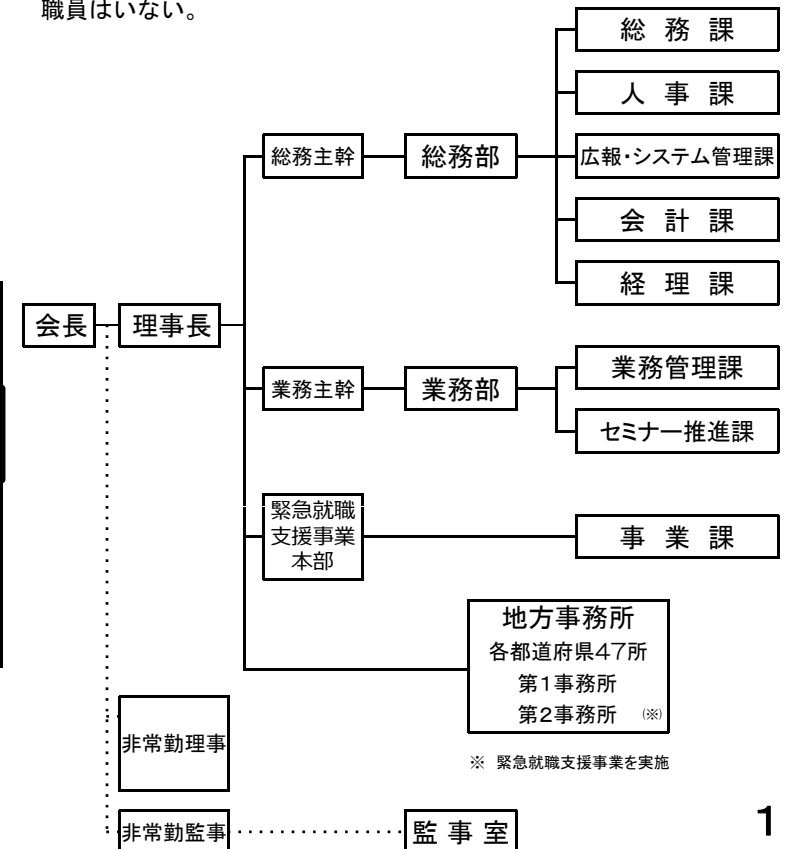 職員はいない。
総務課
人事課
総務主幹
総務部
広報・システム管理課
会計課
経理課
会長
理事長
業務管理課
業務主幹
業務部
セミナー推進課
緊急就職
支援事業
本部
事業課
地方事務所
各都道府県47所
第1事務所
第2事務所 (※)
非常勤理事
※ 緊急就職支援事業を実施
非常勤監事
監事室
1